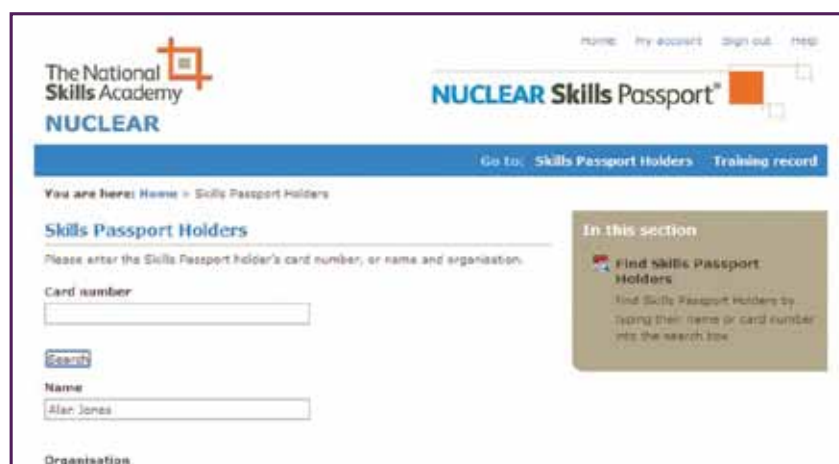 Home My account Sign out Help
The National
Skills Academy
NUCLEAR
NUCLEAR Skills Passport®
Go to: Skills Passport Holders Training record
You are here: Home > Skills Passport Holders
Skills Passport Holders
Please enter the Skills Passport holder's card number, or name and organisation.
Card number
Search
Name
Alan Jones
Organisation
In this section
Find Skills Passport
Holders
Find Skills Passport Holders by
typing their name or card number
into the search box